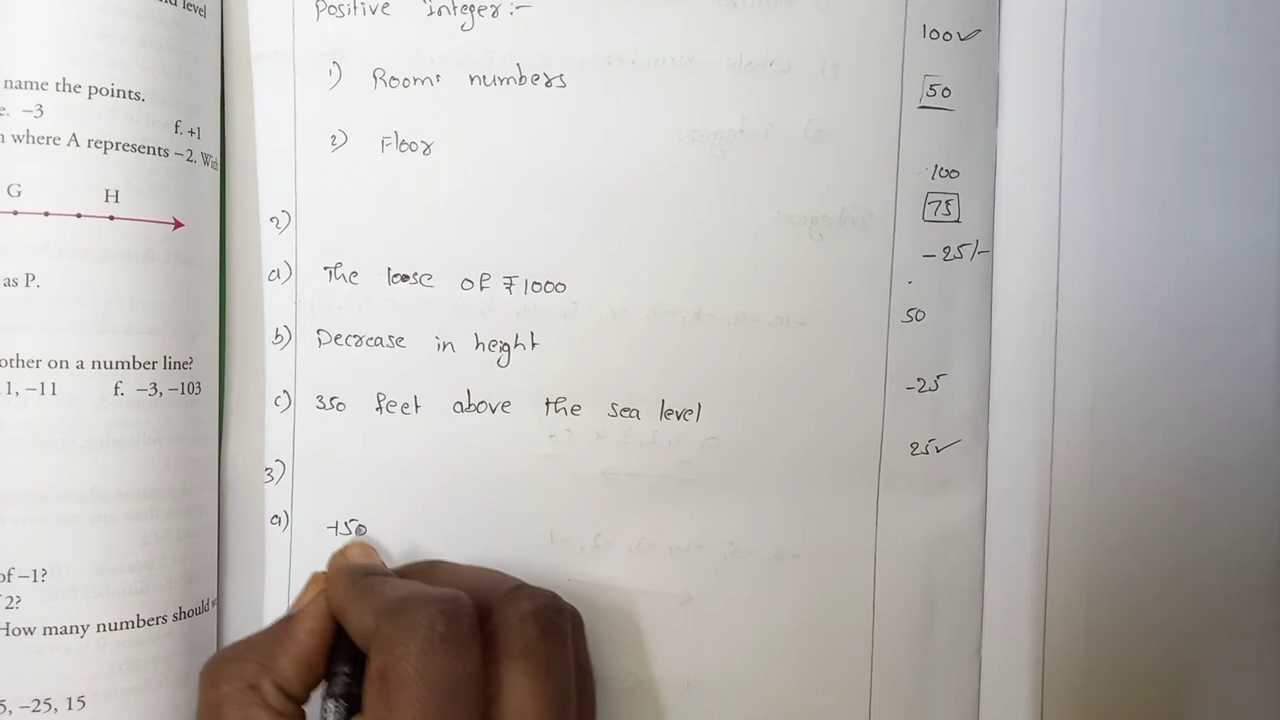 level
name the points.
e. -3
f. +1
where A represents -2.
G H
as P.
other on a number line?
1, -11 f. -3, -103
of -1?
2?
How many numbers should
5, -25, 15
Positive integer:-
1) Rooms numbers
2) Floor
2)
a) The loose of ₹1000
b) Decrease in height
c) 350 feet above the sea level
3)
a) +50
100✓
50
100
75
-25/-
50
-25
25✓